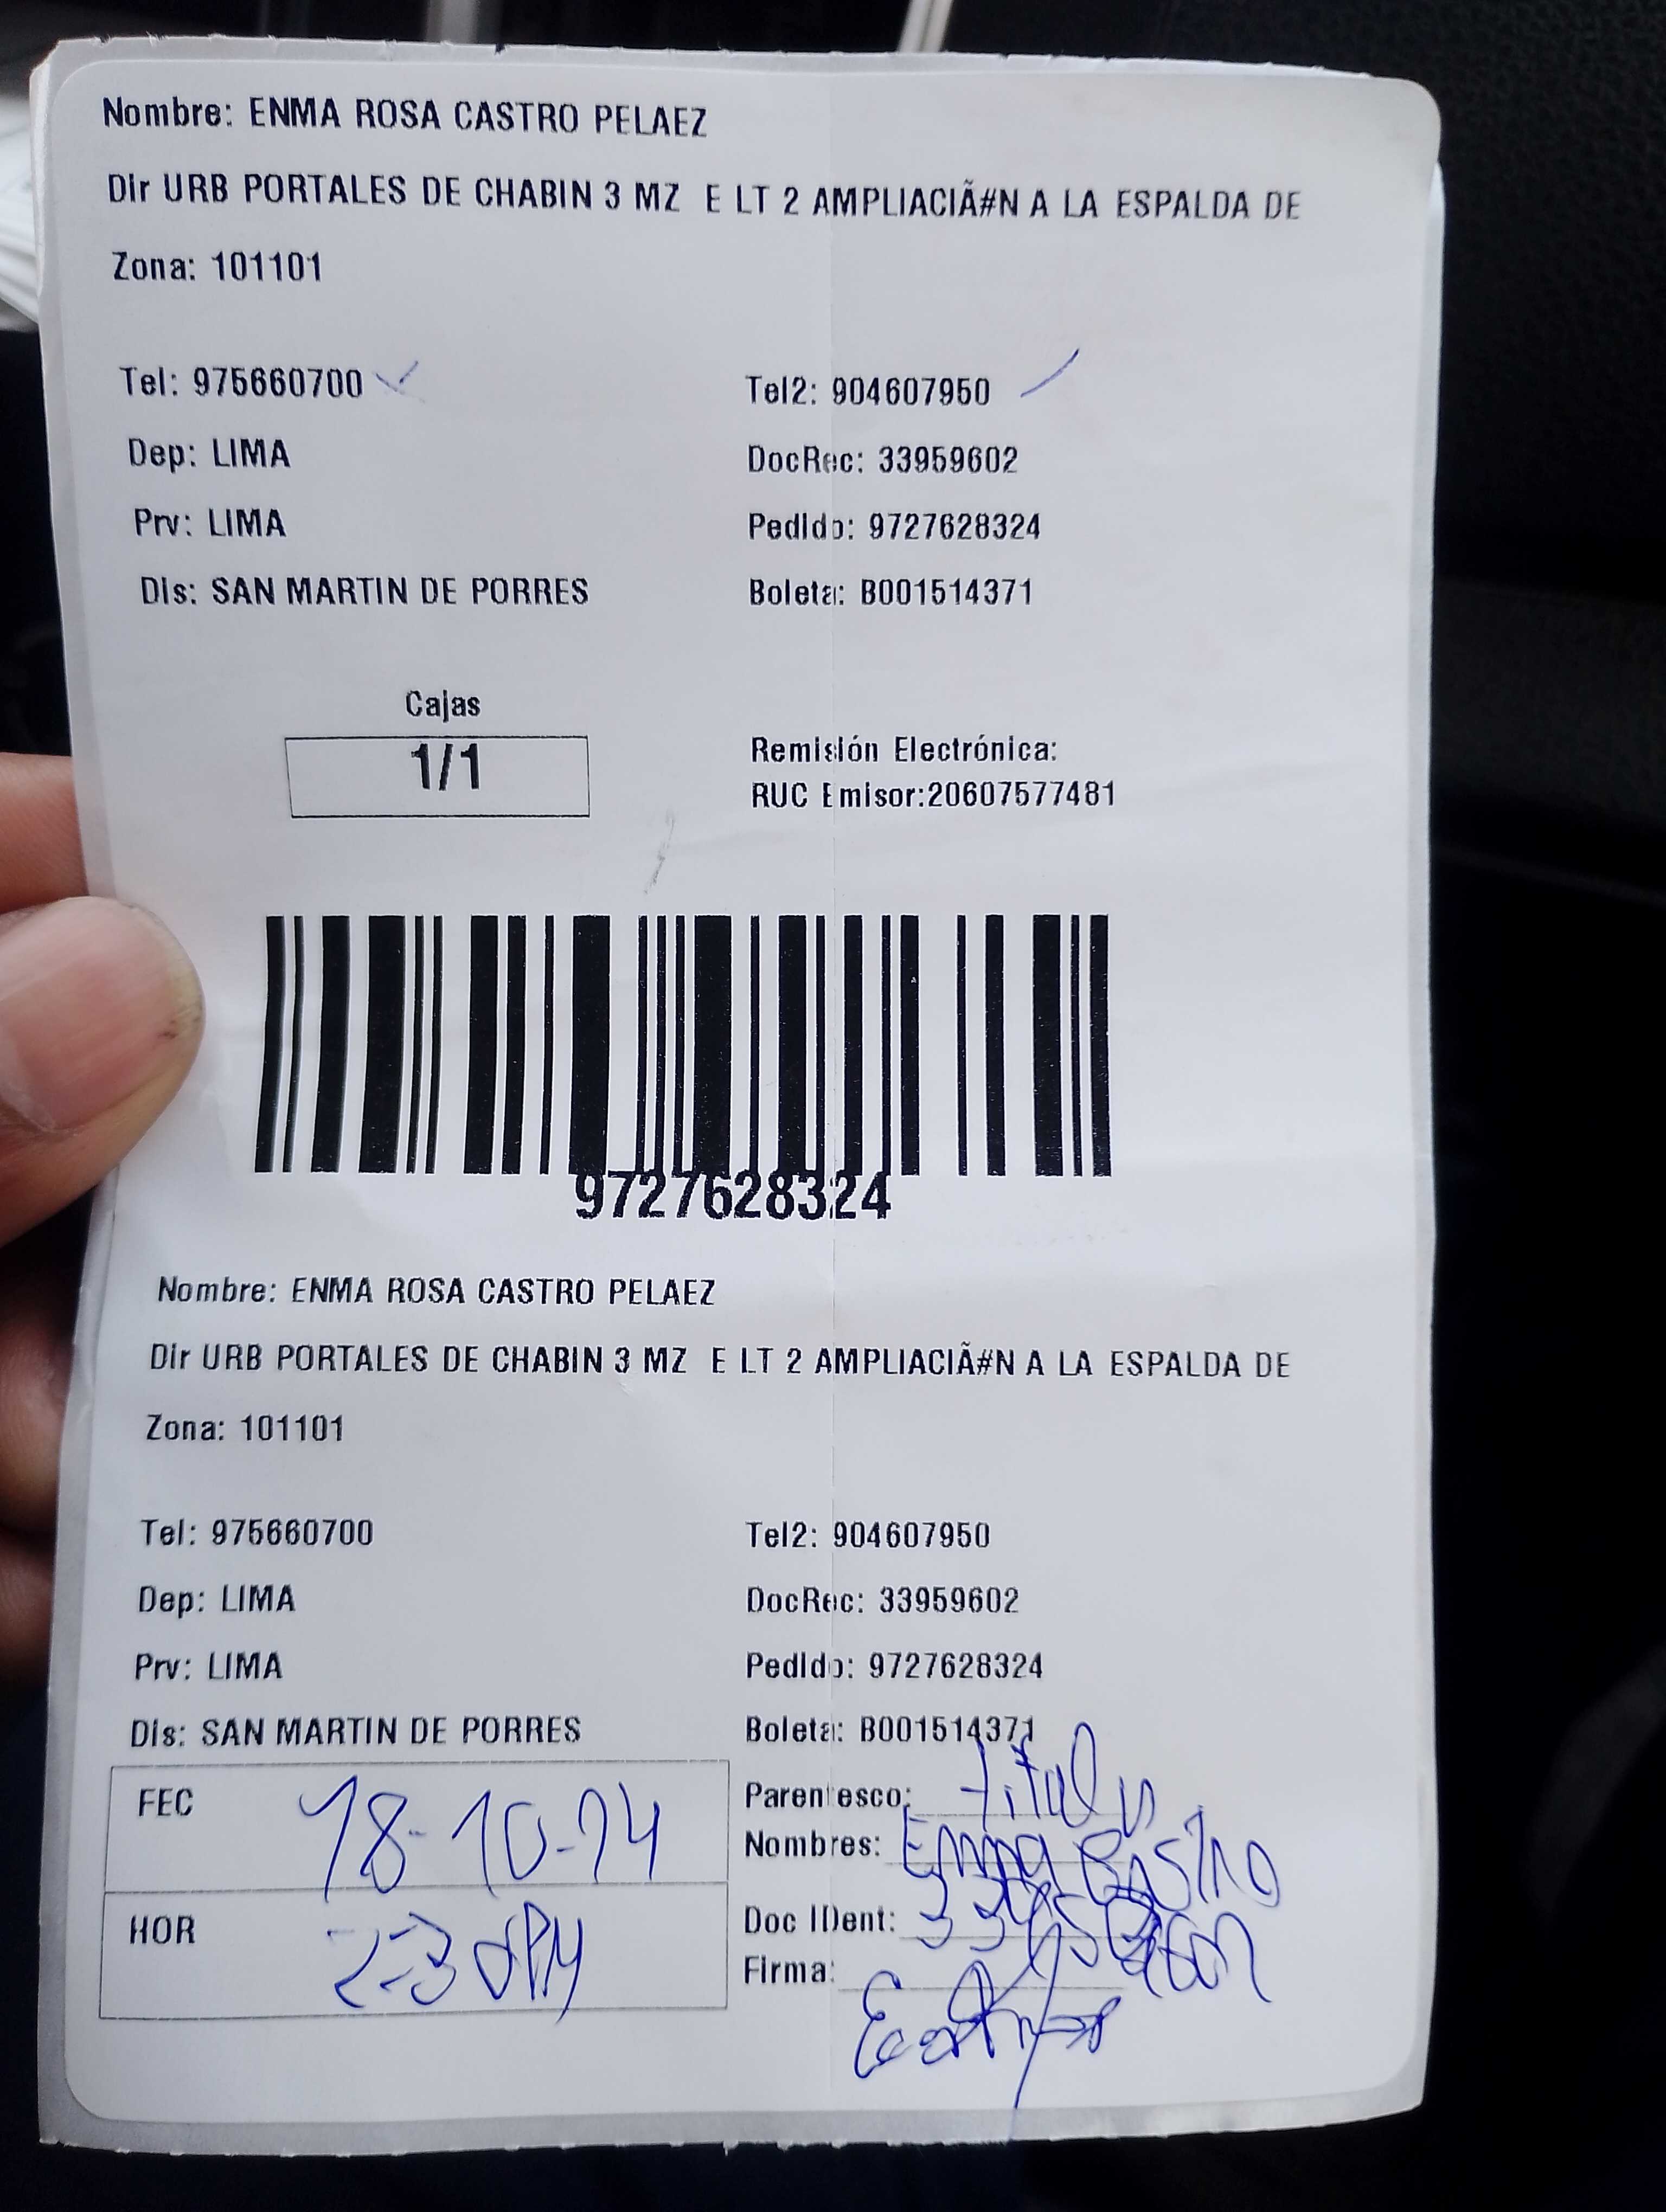 Nombre: ENMA ROSA CASTRO PELAEZ
Dir URB PORTALES DE CHABIN 3 MZ E LT 2 AMPLIACIÃ#N A LA ESPALDA DE
Zona: 101101
Tel: 975660700 Tel2: 904607950
Dep: LIMA DocRec: 33959602
Prv: LIMA Pedido: 9727628324
Dis: SAN MARTIN DE PORRES Boleta: B001514371
Cajas
1/1
Remisión Electrónica:
RUC Emisor:20607577481
9727628324
Nombre: ENMA ROSA CASTRO PELAEZ
Dir URB PORTALES DE CHABIN 3 MZ E LT 2 AMPLIACIÃ#N A LA ESPALDA DE
Zona: 101101
Tel: 975660700 Tel2: 904607950
Dep: LIMA DocRec: 33959602
Prv: LIMA Pedido: 9727628324
Dis: SAN MARTIN DE PORRES Boleta: B001514371
FEC 18-10-24
HOR 2:30PM
Parentesco: titular
Nombres: Enma Castro
Doc IDent:
Firma: